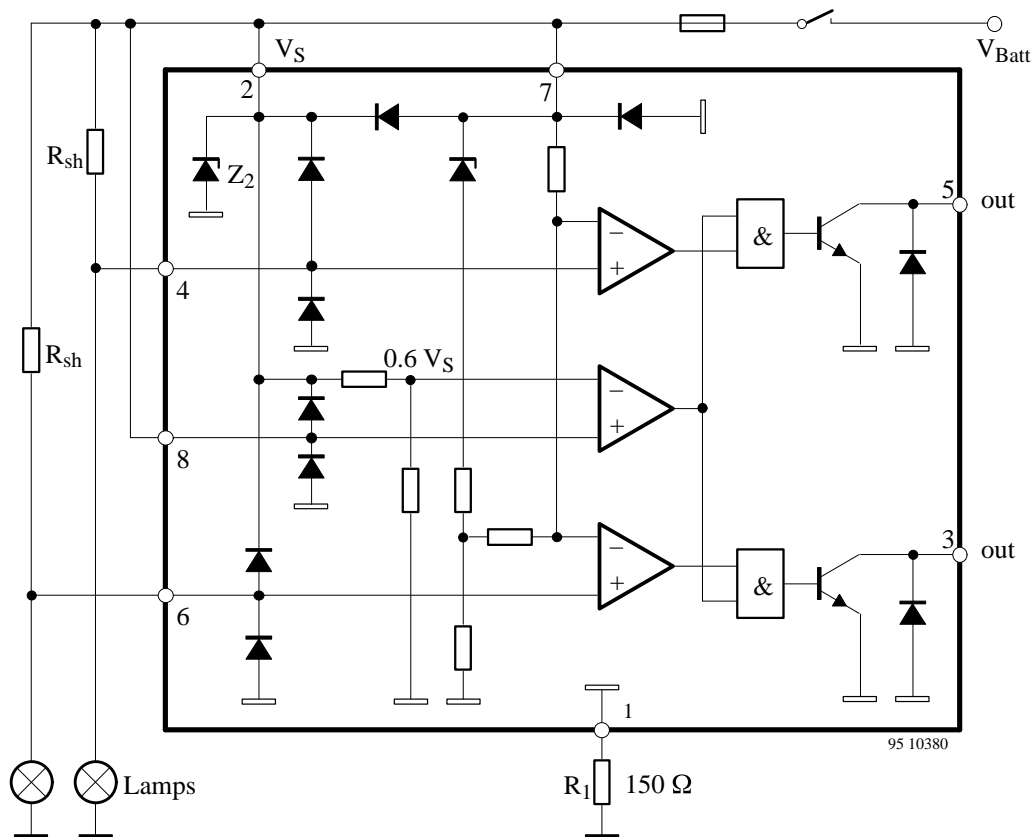 V_Batt
V_S
2
7
R_sh
Z_2
5
out
−
+
&
4
R_sh
0.6 V_S
−
+
8
3
out
−
+
&
6
1
95 10380
Lamps
R_1
150 Ω